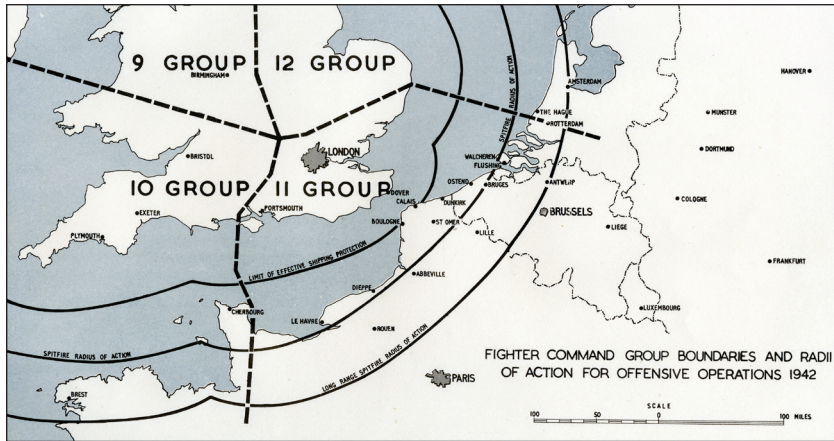 9 GROUP
12 GROUP
BIRMINGHAM
AMSTERDAM
HANOVER
SPITFIRE RADIUS OF ACTION
THE HAGUE
ROTTERDAM
MUNSTER
BRISTOL
LONDON
WALCHEREN
FLUSHING
DORTMUND
10 GROUP
11 GROUP
DOVER
OSTEND
BRUGES
ANTWERP
CALAIS
DUNKIRK
COLOGNE
EXETER
PORTSMOUTH
BOULOGNE
ST OMER
BRUSSELS
PLYMOUTH
LILLE
LIEGE
LIMIT OF EFFECTIVE SHIPPING PROTECTION
FRANKFURT
ABBEVILLE
DIEPPE
CHERBOURG
LE HAVRE
ROUEN
LUXEMBOURG
SPITFIRE RADIUS OF ACTION
LONG RANGE SPITFIRE RADIUS OF ACTION
FIGHTER COMMAND GROUP BOUNDARIES AND RADII
OF ACTION FOR OFFENSIVE OPERATIONS 1942
PARIS
BREST
SCALE
100 50 0 100 MILES